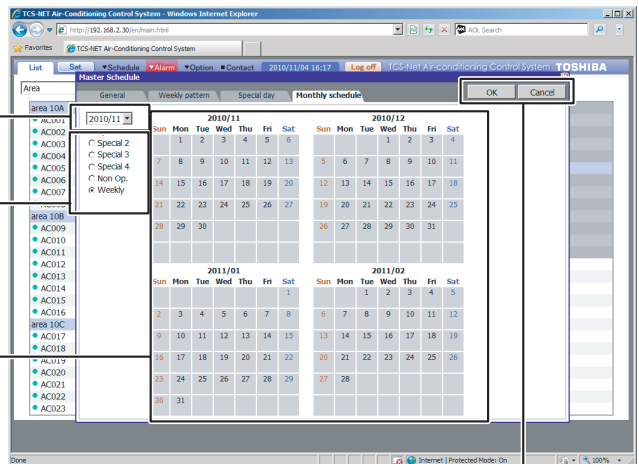 TCS-NET Air-Conditioning Control System - Windows Internet Explorer
http://192.168.2.30/en/main.html
AOL Search
Favorites TCS-NET Air-Conditioning Control System
List Set ▼Schedule ▼Alarm ▼Option ■Contact 2010/11/04 16:17 Log off TCS-Net Air-conditioning Control System TOSHIBA
Master Schedule
Area
General Weekly pattern Special day Monthly schedule
OK Cancel
area 10A
AC001
AC002
AC003
AC004
AC005
AC006
AC007
area 10B
AC009
AC010
AC011
AC012
AC013
AC014
AC015
AC016
area 10C
AC017
AC018
AC019
AC020
AC021
AC022
AC023
2010/11
Special 2
Special 3
Special 4
Non Op.
Weekly
2010/11
Sun Mon Tue Wed Thu Fri Sat
1 2 3 4 5 6
7 8 9 10 11 12 13
14 15 16 17 18 19 20
21 22 23 24 25 26 27
28 29 30
2010/12
Sun Mon Tue Wed Thu Fri Sat
1 2 3 4
5 6 7 8 9 10 11
12 13 14 15 16 17 18
19 20 21 22 23 24 25
26 27 28 29 30 31
2011/01
Sun Mon Tue Wed Thu Fri Sat
1
2 3 4 5 6 7 8
9 10 11 12 13 14 15
16 17 18 19 20 21 22
23 24 25 26 27 28 29
30 31
2011/02
Sun Mon Tue Wed Thu Fri Sat
1 2 3 4 5
6 7 8 9 10 11 12
13 14 15 16 17 18 19
20 21 22 23 24 25 26
27 28
Done
Internet | Protected Mode: On
100%